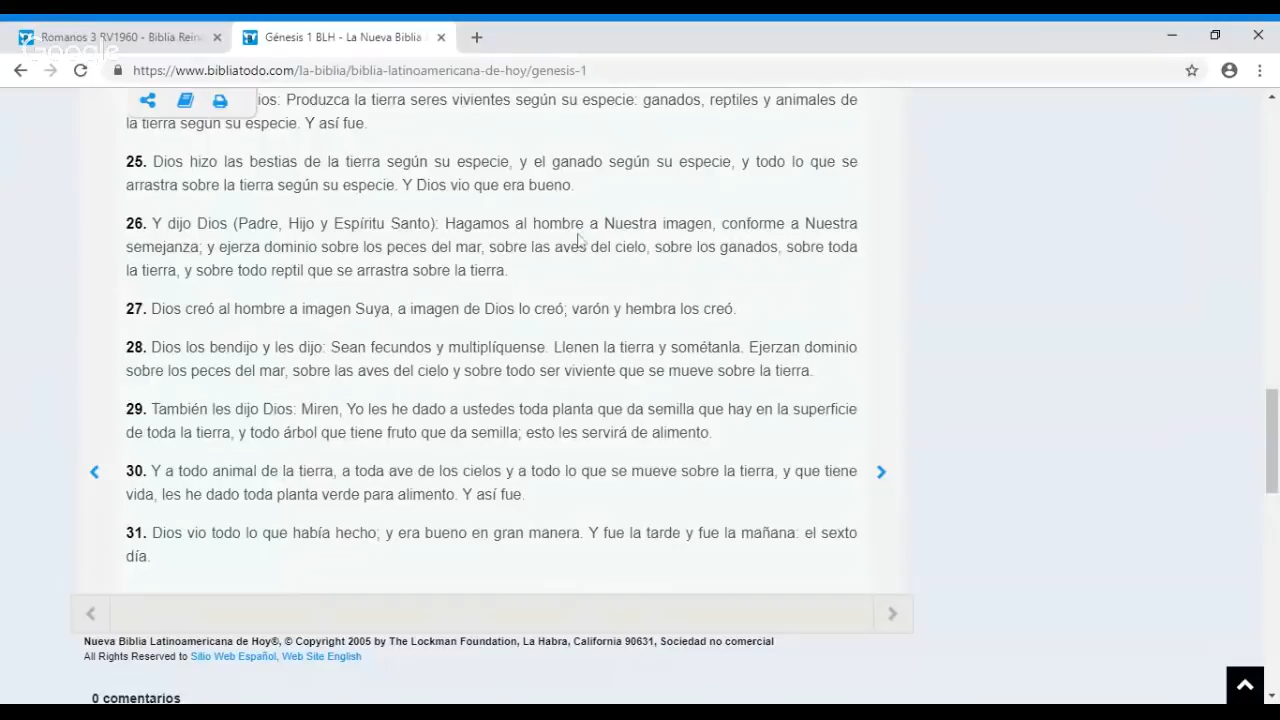 Romanos 3 RV1960 - Biblia Rein
Génesis 1 BLH - La Nueva Biblia
Google
https://www.bibliatodo.com/la-biblia/biblia-latinoamericana-de-hoy/genesis-1
ios: Produzca la tierra seres vivientes según su especie: ganados, reptiles y animales de
la tierra según su especie. Y así fue.
25. Dios hizo las bestias de la tierra según su especie, y el ganado según su especie, y todo lo que se
arrastra sobre la tierra según su especie. Y Dios vio que era bueno.
26. Y dijo Dios (Padre, Hijo y Espíritu Santo): Hagamos al hombre a Nuestra imagen, conforme a Nuestra
semejanza; y ejerza dominio sobre los peces del mar, sobre las aves del cielo, sobre los ganados, sobre toda
la tierra, y sobre todo reptil que se arrastra sobre la tierra.
27. Dios creó al hombre a imagen Suya, a imagen de Dios lo creó; varón y hembra los creó.
28. Dios los bendijo y les dijo: Sean fecundos y multiplíquense. Llenen la tierra y sométanla. Ejerzan dominio
sobre los peces del mar, sobre las aves del cielo y sobre todo ser viviente que se mueve sobre la tierra.
29. También les dijo Dios: Miren, Yo les he dado a ustedes toda planta que da semilla que hay en la superficie
de toda la tierra, y todo árbol que tiene fruto que da semilla; esto les servirá de alimento.
30. Y a todo animal de la tierra, a toda ave de los cielos y a todo lo que se mueve sobre la tierra, y que tiene
vida, les he dado toda planta verde para alimento. Y así fue.
31. Dios vio todo lo que había hecho; y era bueno en gran manera. Y fue la tarde y fue la mañana: el sexto
día.
Nueva Biblia Latinoamericana de Hoy®, © Copyright 2005 by The Lockman Foundation, La Habra, California 90631, Sociedad no comercial
All Rights Reserved to Sitio Web Español, Web Site English
0 comentarios